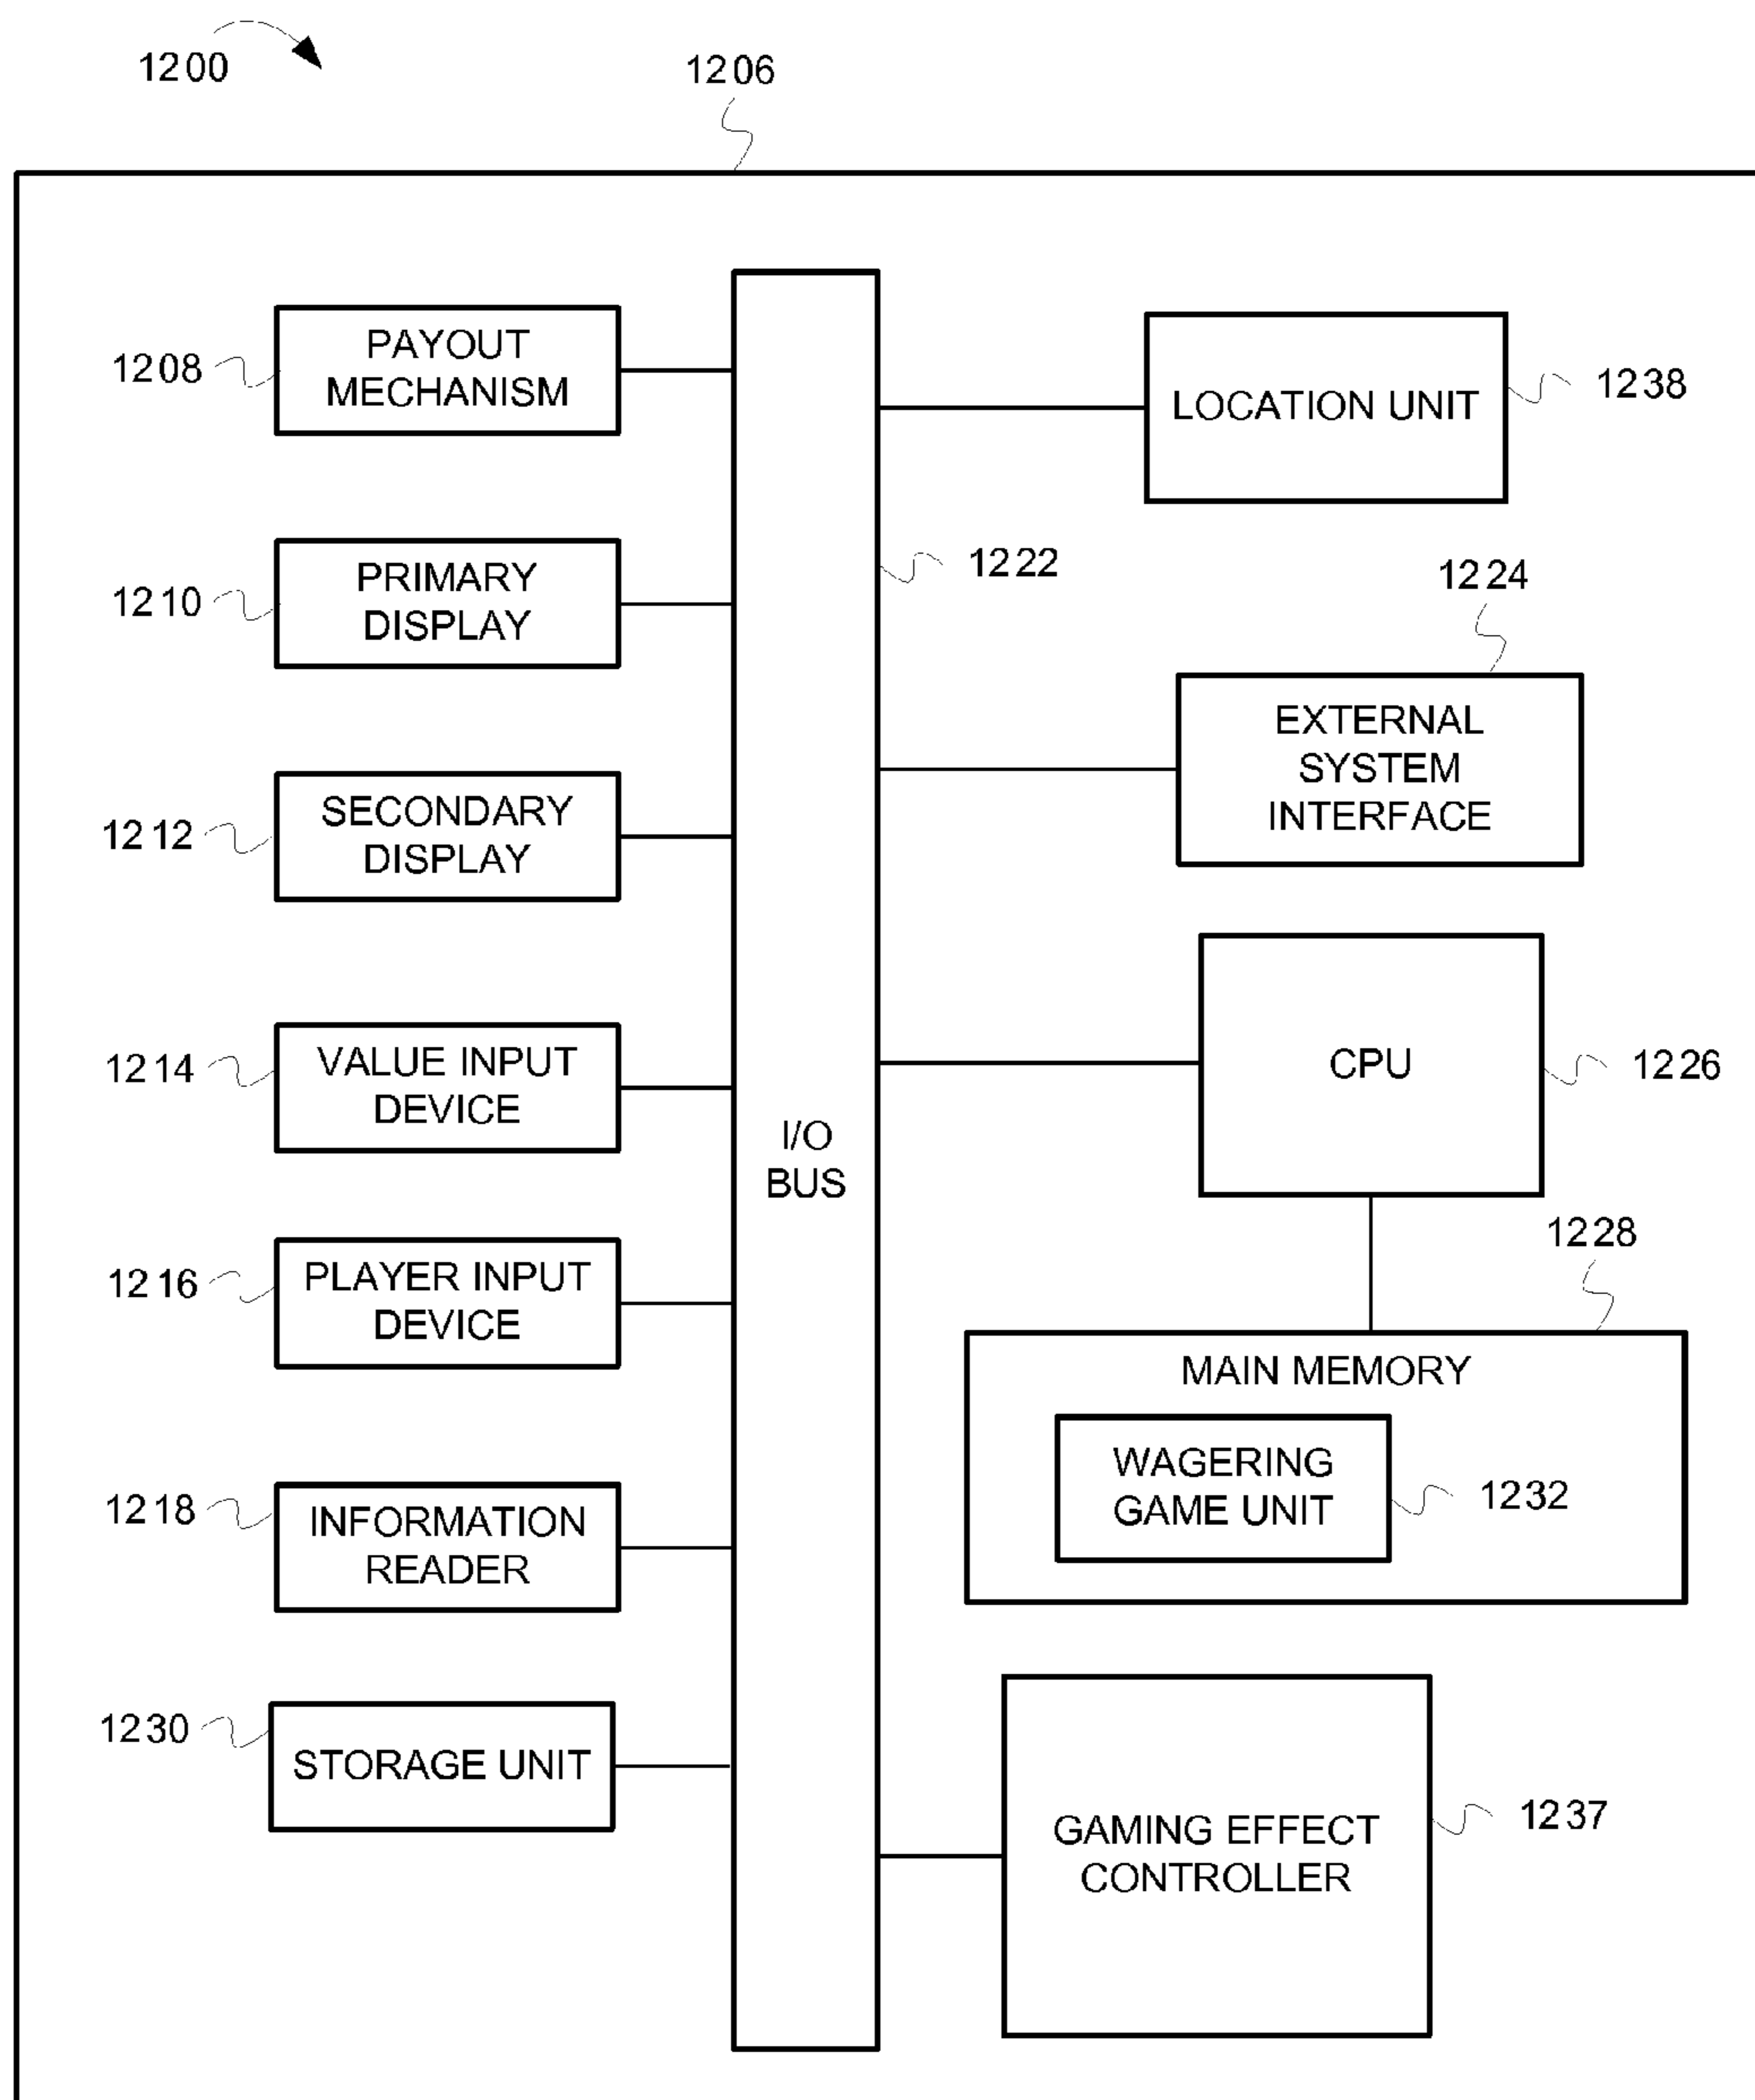 1200
1206
1208
PAYOUT
MECHANISM
LOCATION UNIT
1238
1222
1210
PRIMARY
DISPLAY
1224
EXTERNAL
SYSTEM
INTERFACE
1212
SECONDARY
DISPLAY
1214
VALUE INPUT
DEVICE
CPU
1226
I/O
BUS
1216
PLAYER INPUT
DEVICE
1228
MAIN MEMORY
WAGERING
GAME UNIT
1232
1218
INFORMATION
READER
1230
STORAGE UNIT
GAMING EFFECT
CONTROLLER
1237